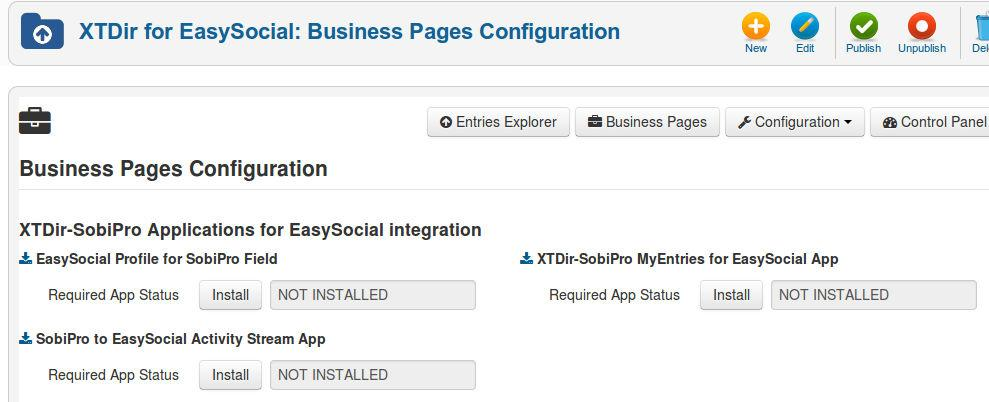 XTDir for EasySocial: Business Pages Configuration
New Edit Publish Unpublish
Entries Explorer Business Pages Configuration Control Panel
Business Pages Configuration
XTDir-SobiPro Applications for EasySocial integration
EasySocial Profile for SobiPro Field XTDir-SobiPro MyEntries for EasySocial App
Required App Status Install NOT INSTALLED Required App Status Install NOT INSTALLED
SobiPro to EasySocial Activity Stream App
Required App Status Install NOT INSTALLED